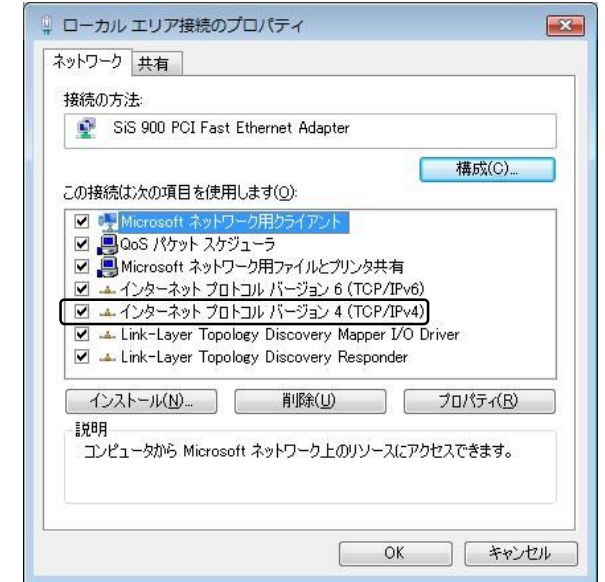 ローカル エリア接続のプロパティ
ネットワーク 共有
接続の方法:
SiS 900 PCI Fast Ethernet Adapter
構成(C)...
この接続は次の項目を使用します(O):
Microsoft ネットワーク用クライアント
QoS パケット スケジューラ
Microsoft ネットワーク用ファイルとプリンタ共有
インターネット プロトコル バージョン 6 (TCP/IPv6)
インターネット プロトコル バージョン 4 (TCP/IPv4)
Link-Layer Topology Discovery Mapper I/O Driver
Link-Layer Topology Discovery Responder
インストール(N)... 削除(U) プロパティ(R)
説明
コンピュータから Microsoft ネットワーク上のリソースにアクセスできます。
OK キャンセル